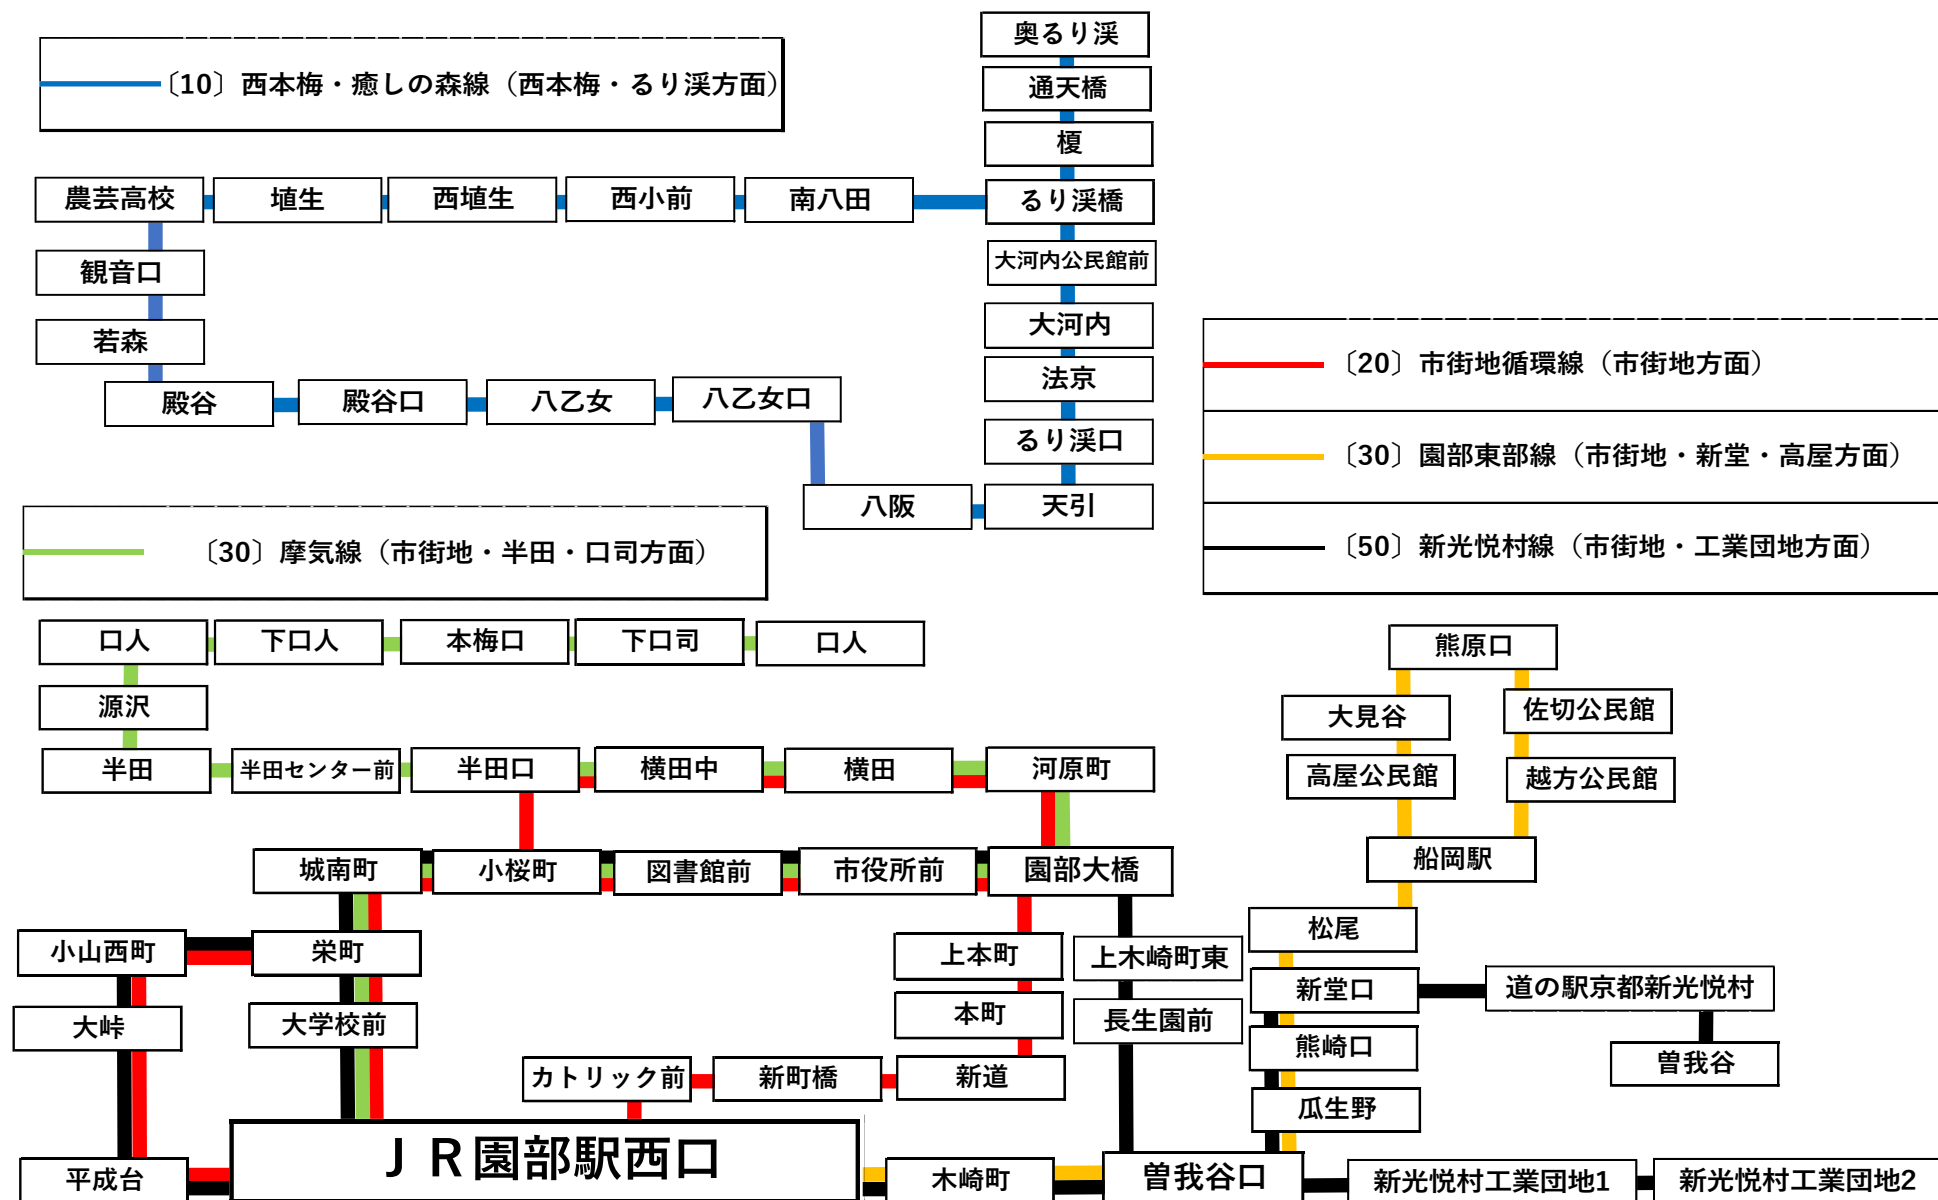 奥るり渓
〔10〕西本梅・癒しの森線（西本梅・るり渓方面）
通天橋
榎
農芸高校
埴生
西埴生
西小前
南八田
るり渓橋
観音口
大河内公民館前
若森
大河内
〔20〕市街地循環線（市街地方面）
法京
殿谷
殿谷口
八乙女
八乙女口
るり渓口
〔30〕園部東部線（市街地・新堂・高屋方面）
八阪
天引
〔30〕摩気線（市街地・半田・口司方面）
〔50〕新光悦村線（市街地・工業団地方面）
口人
下口人
本梅口
下口司
口人
熊原口
源沢
大見谷
佐切公民館
半田
半田センター前
半田口
横田中
横田
河原町
高屋公民館
越方公民館
城南町
小桜町
図書館前
市役所前
園部大橋
船岡駅
小山西町
栄町
上本町
上木崎町東
松尾
大峠
大学校前
本町
長生園前
新堂口
道の駅京都新光悦村
熊崎口
曽我谷
カトリック前
新町橋
新道
瓜生野
平成台
ＪＲ園部駅西口
木崎町
曽我谷口
新光悦村工業団地1
新光悦村工業団地2